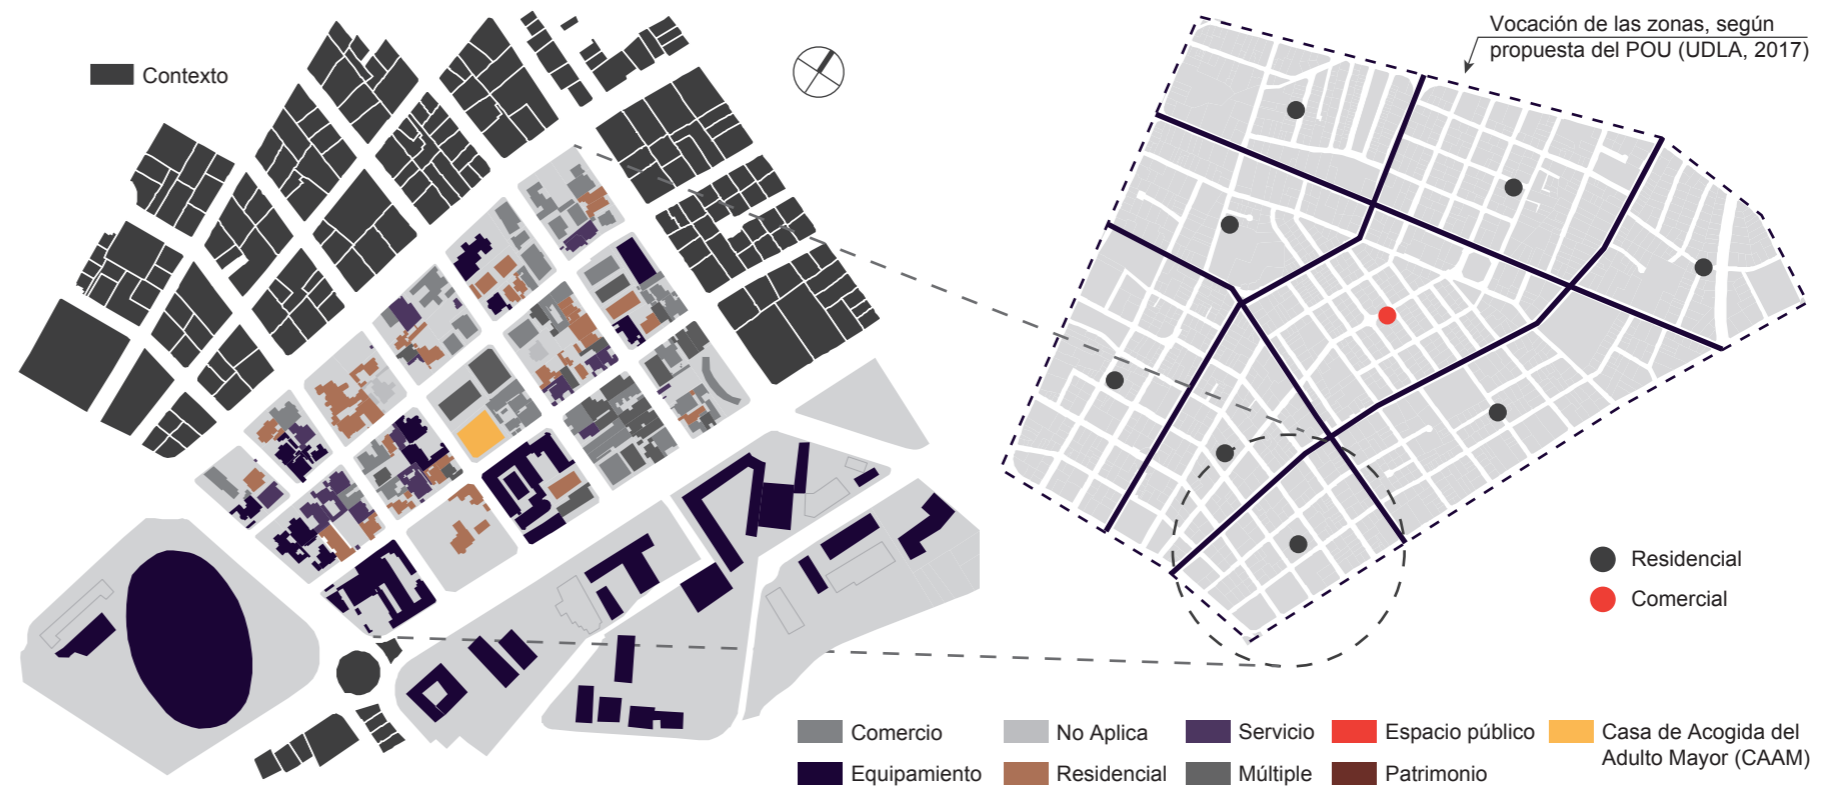 Contexto
Vocación de las zonas, según
propuesta del POU (UDLA, 2017)
Residencial
Comercial
Comercio
No Aplica
Servicio
Espacio público
Casa de Acogida del
Adulto Mayor (CAAM)
Equipamiento
Residencial
Múltiple
Patrimonio